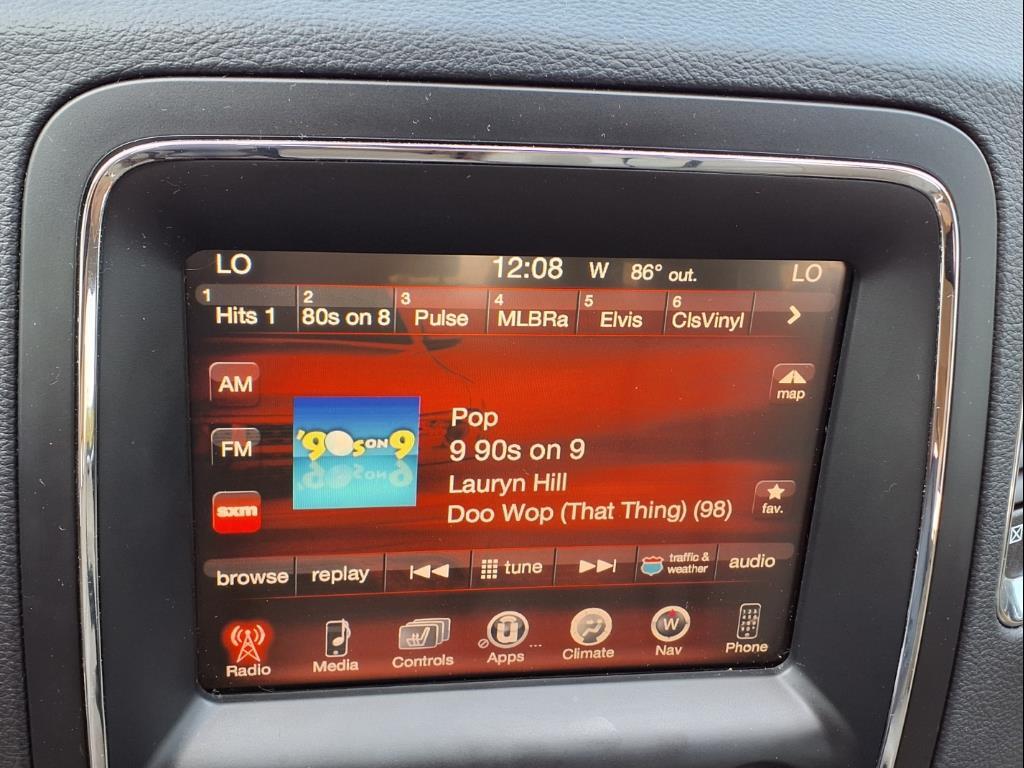 LO 12:08 W 86° out. LO
1 2 3 4 5 6
Hits 1 80s on 8 Pulse MLBRa Elvis ClsVinyl >
AM
map
Pop
'90s ON 9
FM
9 90s on 9
Lauryn Hill
fav.
sxm
Doo Wop (That Thing) (98)
browse replay tune traffic & weather audio
Radio Media Controls Apps ... Climate W Nav Phone